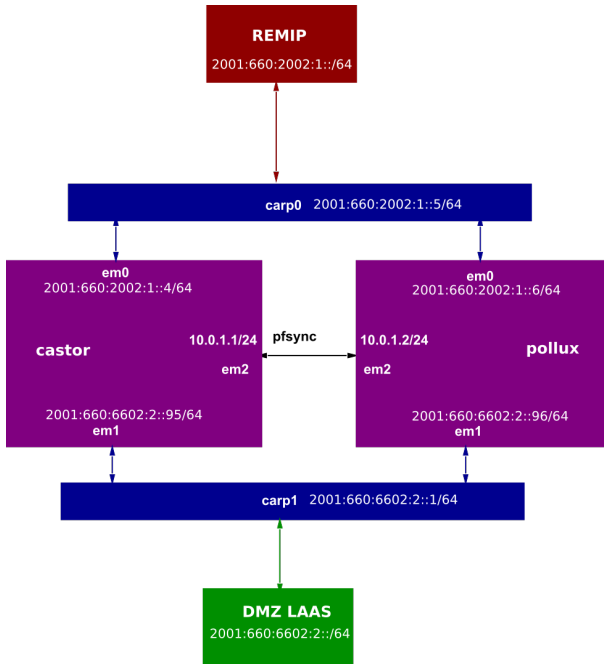 REMIP
2001:660:2002:1::/64
carp0 2001:660:2002:1::5/64
em0
2001:660:2002:1::4/64
em0
2001:660:2002:1::6/64
10.0.1.1/24
pfsync
10.0.1.2/24
castor
pollux
em2
em2
2001:660:6602:2::95/64
em1
2001:660:6602:2::96/64
em1
carp1 2001:660:6602:2::1/64
DMZ LAAS
2001:660:6602:2::/64